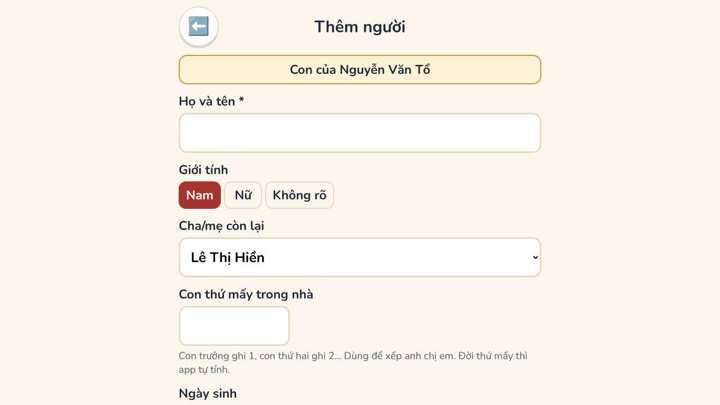 Thêm người
Con của Nguyễn Văn Tổ
Họ và tên *
Giới tính
Nam
Nữ
Không rõ
Cha/mẹ còn lại
Lê Thị Hiền
Con thứ mấy trong nhà
Con trưởng ghi 1, con thứ hai ghi 2... Dùng để xếp anh chị em. Đời thứ mấy thì
app tự tính.
Ngày sinh